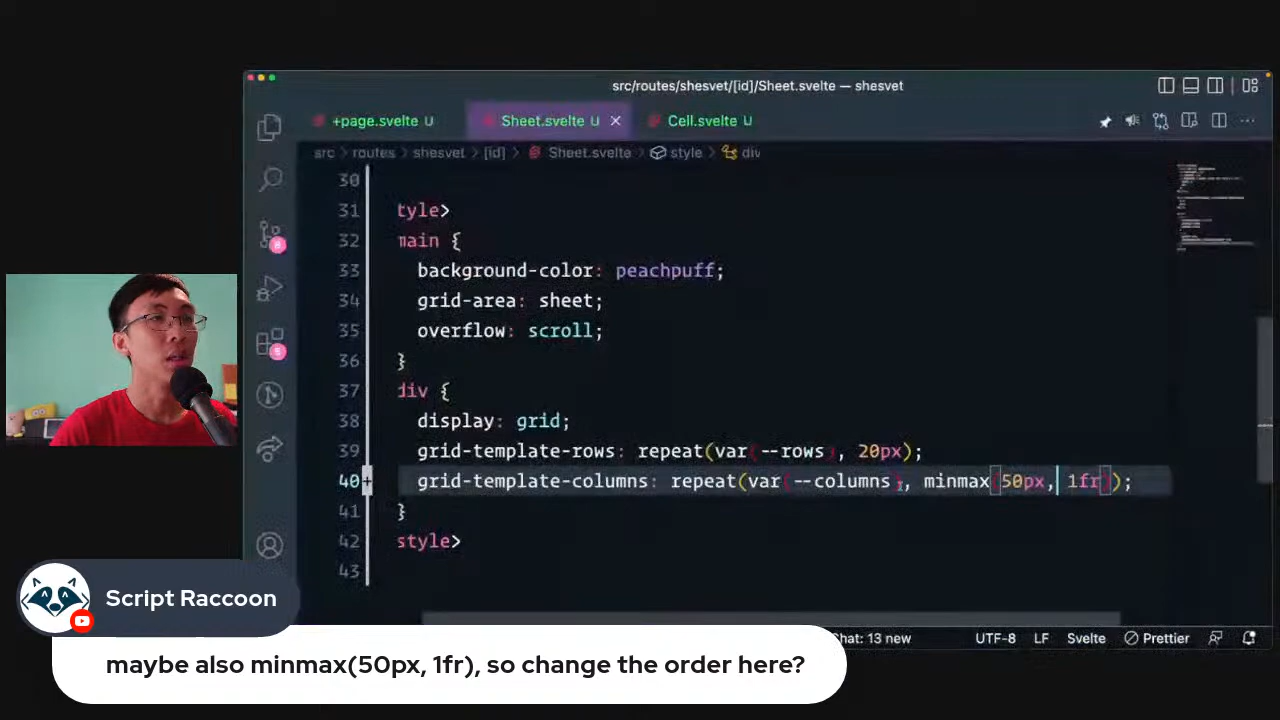 src/routes/shesvet/[id]/Sheet.svelte — shesvet
+page.svelte U
Sheet.svelte U
Cell.svelte U
src > routes > shesvet > [id] > Sheet.svelte > style > div
30
31 tyle>
32 main {
33 background-color: peachpuff;
34 grid-area: sheet;
35 overflow: scroll;
36 }
37 div {
38 display: grid;
39 grid-template-rows: repeat(var(--rows), 20px);
40 grid-template-columns: repeat(var(--columns), minmax(50px, 1fr));
41 }
42 style>
43
8
5
Script Raccoon
hat: 13 new
UTF-8
LF
Svelte
Prettier
maybe also minmax(50px, 1fr), so change the order here?